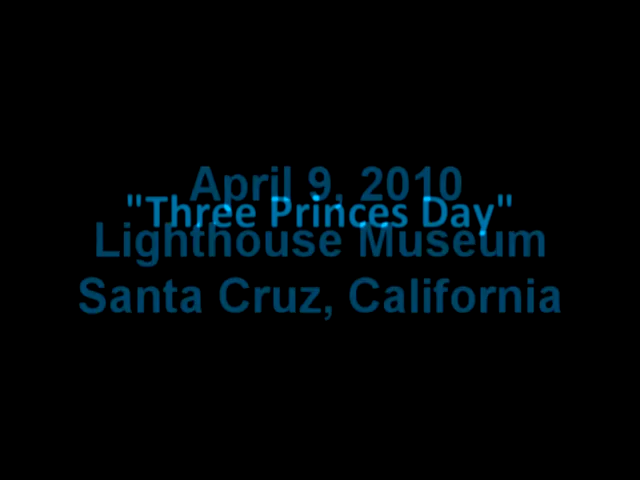 April 9, 2010
"Three Princes Day"
Lighthouse Museum
Santa Cruz, California